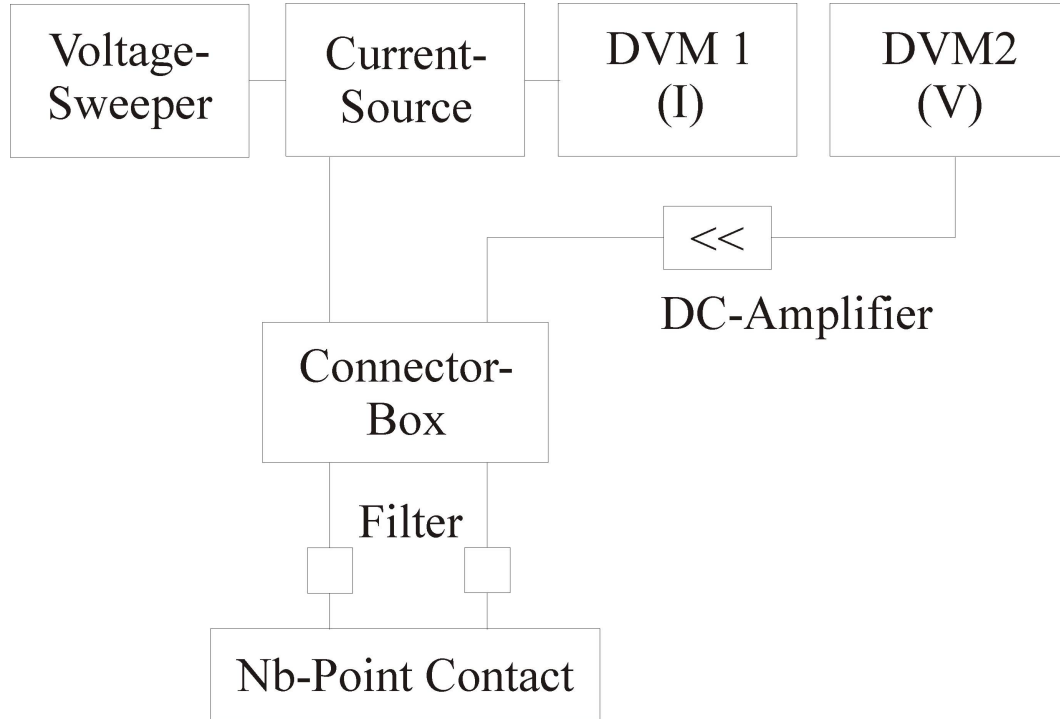 Voltage-
Sweeper
Current-
Source
DVM 1
(I)
DVM2
(V)
<<
DC-Amplifier
Connector-
Box
Filter
Nb-Point Contact